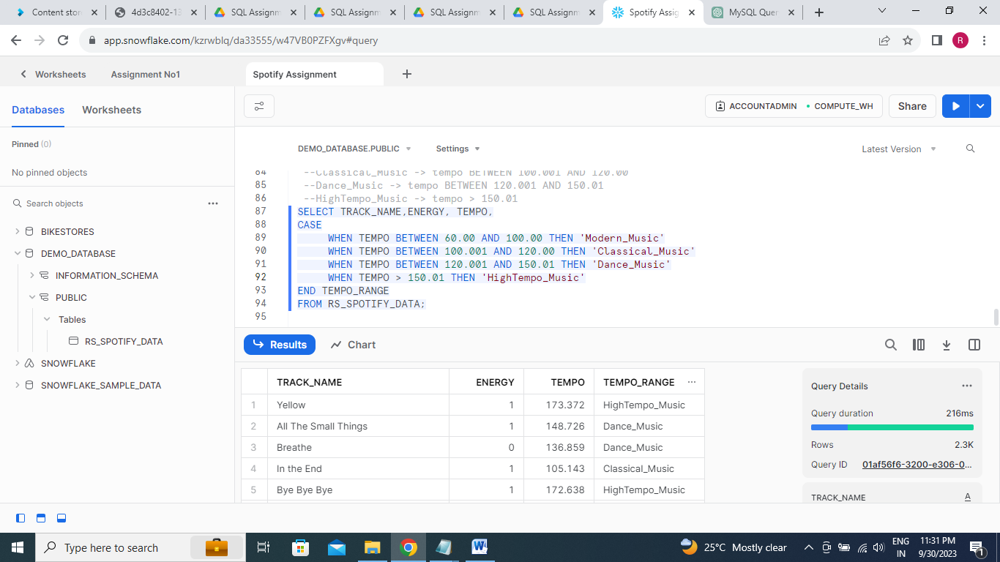 Content stor
4d3c8402-13
SQL Assignm
SQL Assignm
SQL Assignm
SQL Assignm
Spotify Assig
MySQL Quer
app.snowflake.com/kzrwblq/da33555/w47VB0PZFXgv#query
R
Worksheets
Assignment No1
Spotify Assignment
Databases
Worksheets
ACCOUNTADMIN
COMPUTE_WH
Share
Pinned (0)
No pinned objects
Search objects
BIKESTORES
DEMO_DATABASE
INFORMATION_SCHEMA
PUBLIC
Tables
RS_SPOTIFY_DATA
SNOWFLAKE
SNOWFLAKE_SAMPLE_DATA
DEMO_DATABASE.PUBLIC
Settings
Latest Version
84 --Classical_Music -> tempo BETWEEN 100.001 AND 120.00
85 --Dance_Music -> tempo BETWEEN 120.001 AND 150.01
86 --HighTempo_Music -> tempo > 150.01
87 SELECT TRACK_NAME,ENERGY, TEMPO,
88 CASE
89 WHEN TEMPO BETWEEN 60.00 AND 100.00 THEN 'Modern_Music'
90 WHEN TEMPO BETWEEN 100.001 AND 120.00 THEN 'Classical_Music'
91 WHEN TEMPO BETWEEN 120.001 AND 150.01 THEN 'Dance_Music'
92 WHEN TEMPO > 150.01 THEN 'HighTempo_Music'
93 END TEMPO_RANGE
94 FROM RS_SPOTIFY_DATA;
95
Results
Chart
TRACK_NAME ENERGY TEMPO TEMPO_RANGE ...
1 Yellow 1 173.372 HighTempo_Music
2 All The Small Things 1 148.726 Dance_Music
3 Breathe 0 136.859 Dance_Music
4 In the End 1 105.143 Classical_Music
5 Bye Bye Bye 1 172.638 HighTempo_Music
Query Details
Query duration 216ms
Rows 2.3K
Query ID 01af56f6-3200-e306-0...
TRACK_NAME A
Type here to search
25°C Mostly clear
ENG
IN
11:31 PM
9/30/2023
1